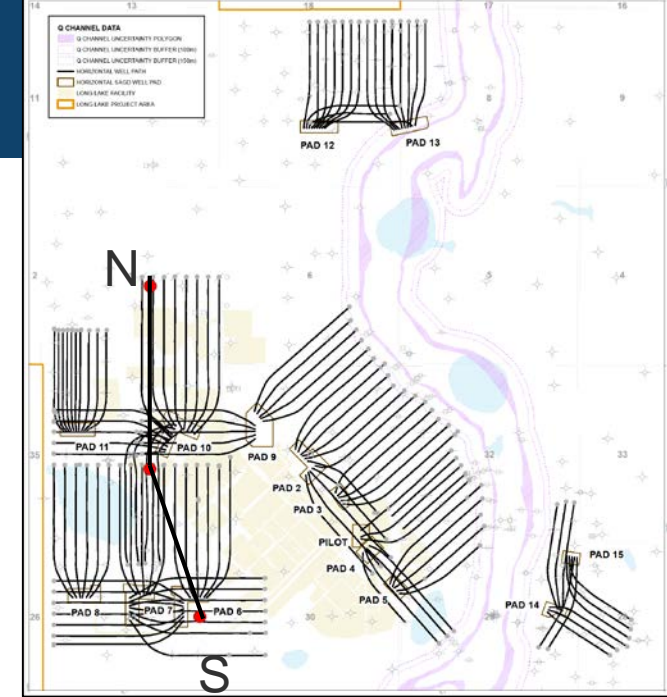 14
13
18
16
Q CHANNEL DATA
Q CHANNEL UNCERTAINTY POLYGON
Q CHANNEL UNCERTAINTY BUFFER (100m)
Q CHANNEL UNCERTAINTY BUFFER (150m)
HORIZONTAL WELL PATH
HORIZONTAL SAGD WELL PAD
LONG LAKE FACILITY
LONG LAKE PROJECT AREA
11
8
9
PAD 12
PAD 13
N
2
6
5
4
PAD 11
PAD 10
PAD 9
35
32
33
PAD 2
PAD 3
PILOT
PAD 4
PAD 5
PAD 15
PAD 14
PAD 8
PAD 7
PAD 6
26
30
S